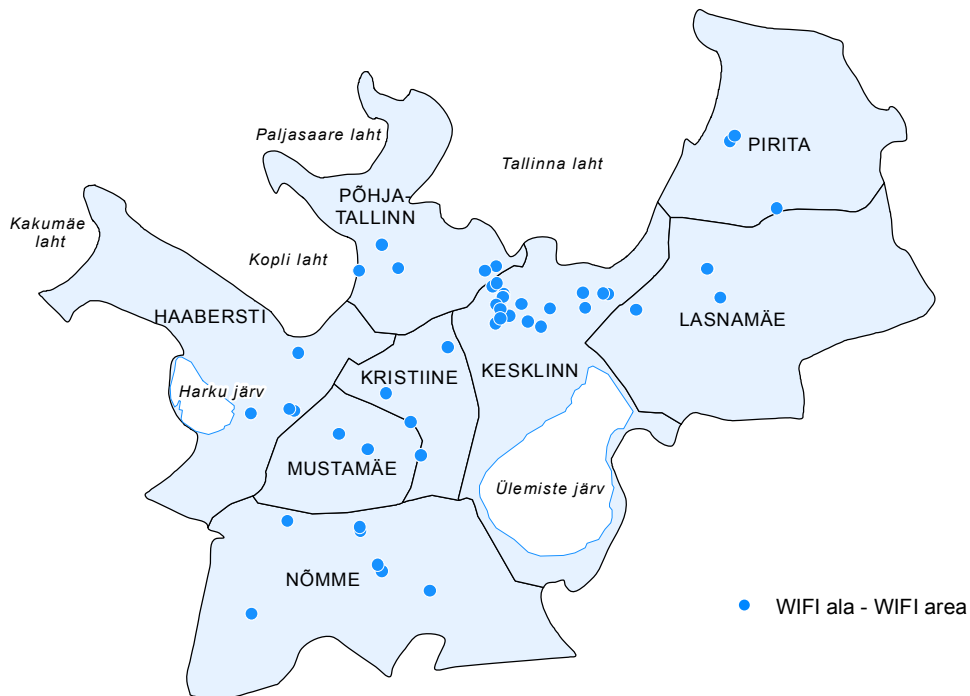 Paljasaare laht
PIRITA
Tallinna laht
PÕHJA-
TALLINN
Kakumäe
laht
Kopli laht
HAABERSTI
LASNAMÄE
KRISTIINE
KESKLINN
Harku järv
MUSTAMÄE
Ülemiste järv
NÕMME
WIFI ala - WIFI area